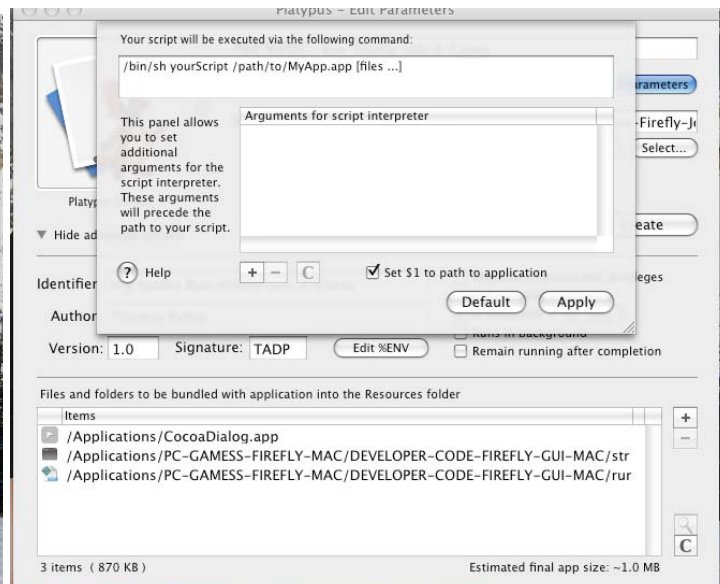 Platypus – Edit Parameters
Your script will be executed via the following command:
/bin/sh yourScript /path/to/MyApp.app [files ...]
This panel allows
you to set
additional
arguments for the
script interpreter.
These arguments
will precede the
path to your script.
Arguments for script interpreter
? Help
+ − C
Set $1 to path to application
Default
Apply
-Firefly-
Select...
Hide ad
Identifier
Author
Version: 1.0
Signature: TADP
Edit %ENV
Remain running after completion
Files and folders to be bundled with application into the Resources folder
Items
/Applications/CocoaDialog.app
/Applications/PC-GAMESS-FIREFLY-MAC/DEVELOPER-CODE-FIREFLY-GUI-MAC/str
/Applications/PC-GAMESS-FIREFLY-MAC/DEVELOPER-CODE-FIREFLY-GUI-MAC/rur
+
−
C
3 items ( 870 KB )
Estimated final app size: ~1.0 MB